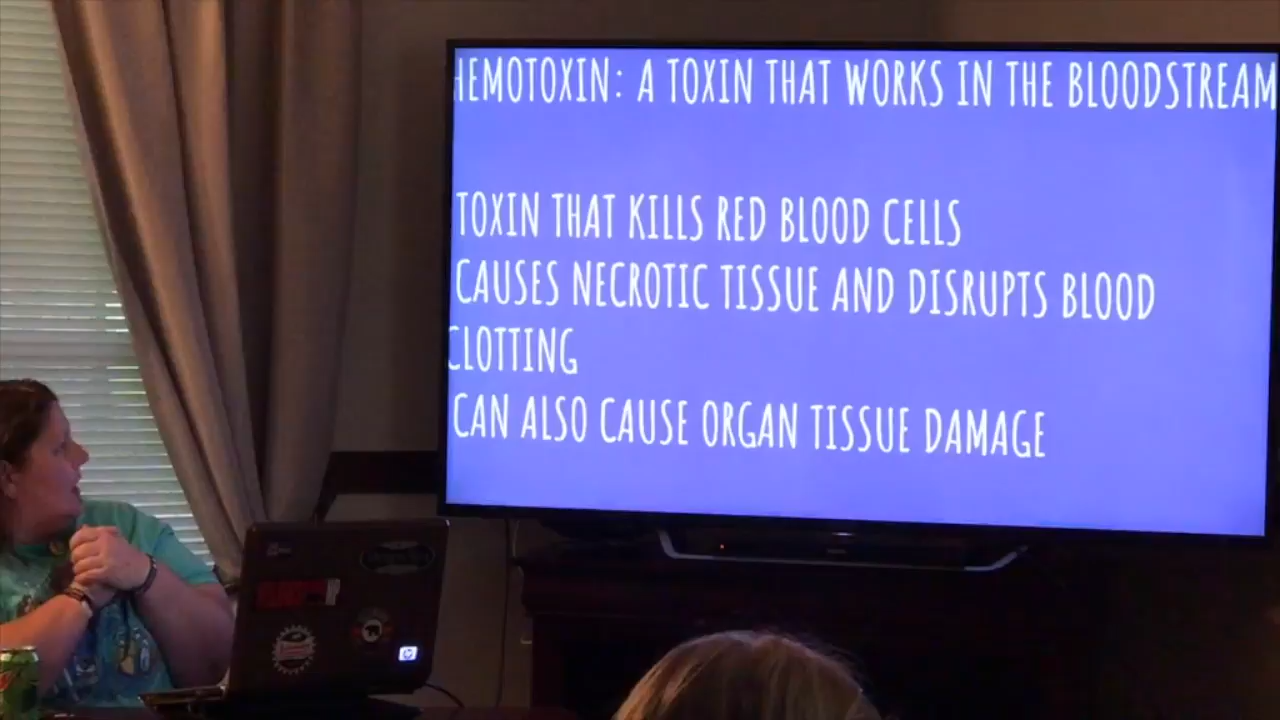 HEMOTOXIN: A TOXIN THAT WORKS IN THE BLOODSTREAM
TOXIN THAT KILLS RED BLOOD CELLS
CAUSES NECROTIC TISSUE AND DISRUPTS BLOOD
CLOTTING
CAN ALSO CAUSE ORGAN TISSUE DAMAGE
hp